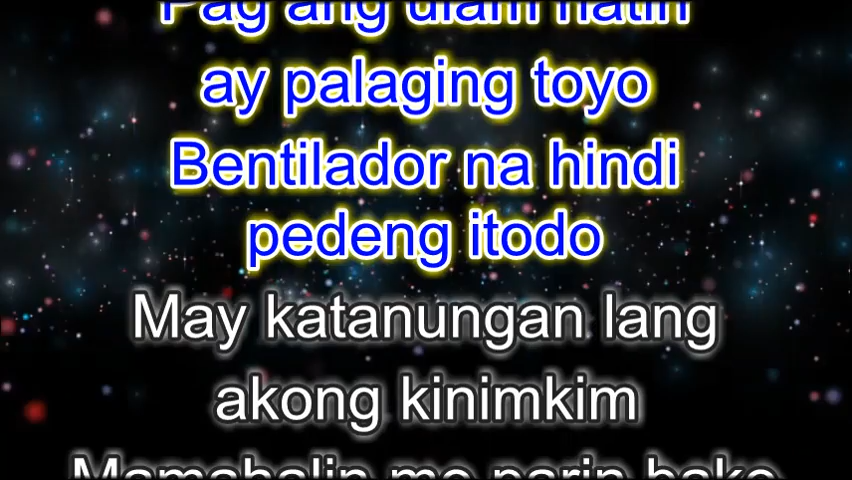 Pag ang ulam natin
ay palaging toyo
Bentilador na hindi
pedeng itodo
May katanungan lang
akong kinimkim
Mamahalin mo parin bako